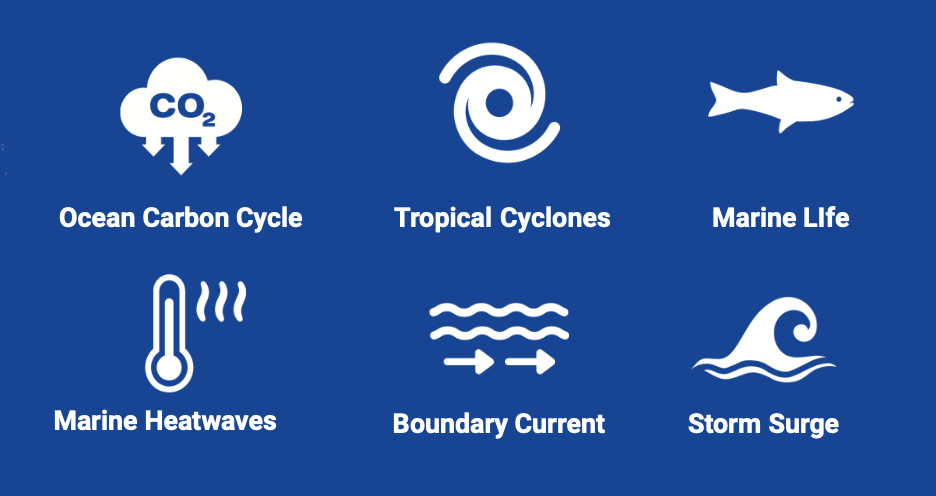 CO2
Ocean Carbon Cycle
Tropical Cyclones
Marine LIfe
Marine Heatwaves
Boundary Current
Storm Surge